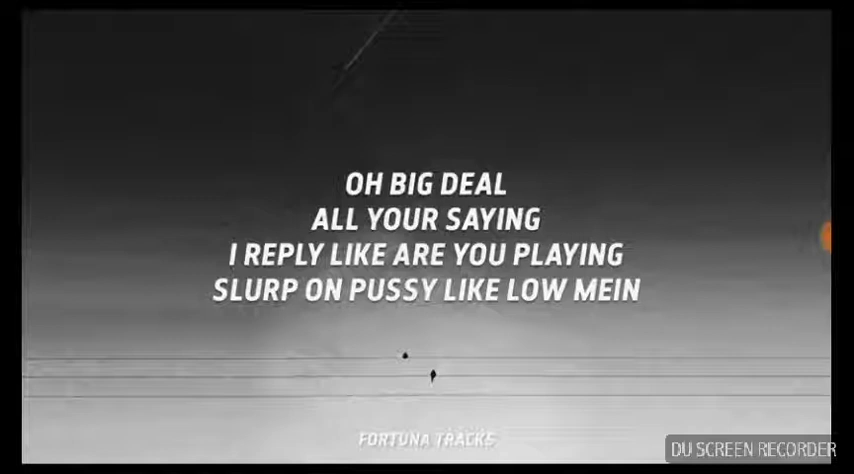 OH BIG DEAL
ALL YOUR SAYING
I REPLY LIKE ARE YOU PLAYING
SLURP ON PUSSY LIKE LOW MEIN
FORTUNA TRACKS
DU SCREEN RECORDER